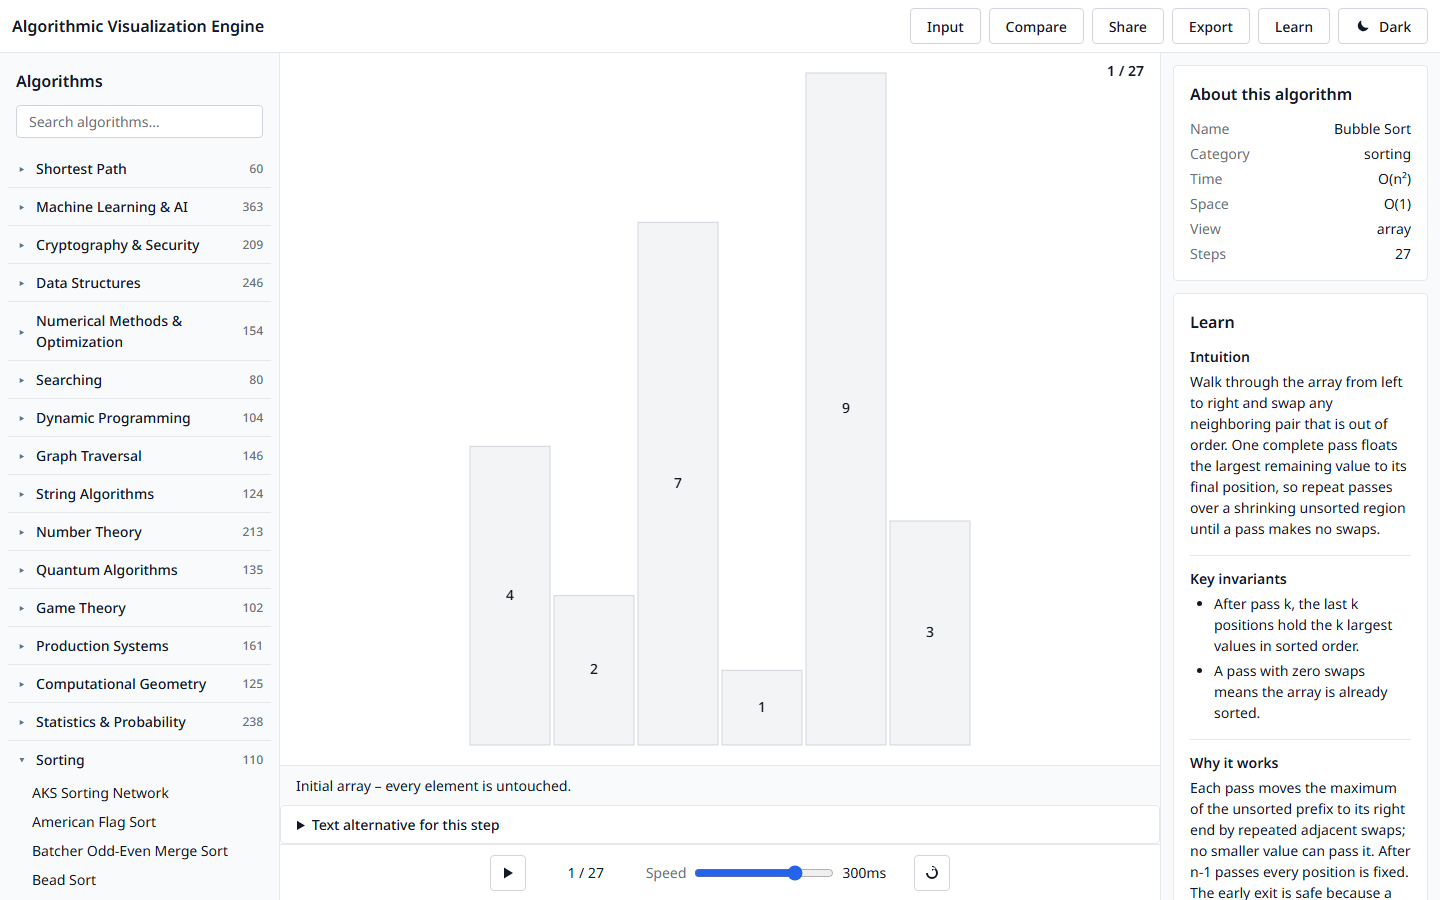 Algorithmic Visualization Engine
Input
Compare
Share
Export
Learn
Dark
Algorithms
Search algorithms...
Shortest Path 60
Machine Learning & AI 363
Cryptography & Security 209
Data Structures 246
Numerical Methods &
Optimization 154
Searching 80
Dynamic Programming 104
Graph Traversal 146
String Algorithms 124
Number Theory 213
Quantum Algorithms 135
Game Theory 102
Production Systems 161
Computational Geometry 125
Statistics & Probability 238
Sorting 110
AKS Sorting Network
American Flag Sort
Batcher Odd-Even Merge Sort
Bead Sort
1 / 27
4
2
7
1
9
3
Initial array – every element is untouched.
Text alternative for this step
1 / 27
Speed
300ms
About this algorithm
Name Bubble Sort
Category sorting
Time O(n²)
Space O(1)
View array
Steps 27
Learn
Intuition
Walk through the array from left
to right and swap any
neighboring pair that is out of
order. One complete pass floats
the largest remaining value to its
final position, so repeat passes
over a shrinking unsorted region
until a pass makes no swaps.
Key invariants
After pass k, the last k
positions hold the k largest
values in sorted order.
A pass with zero swaps
means the array is already
sorted.
Why it works
Each pass moves the maximum
of the unsorted prefix to its right
end by repeated adjacent swaps;
no smaller value can pass it. After
n-1 passes every position is fixed.
The early exit is safe because a